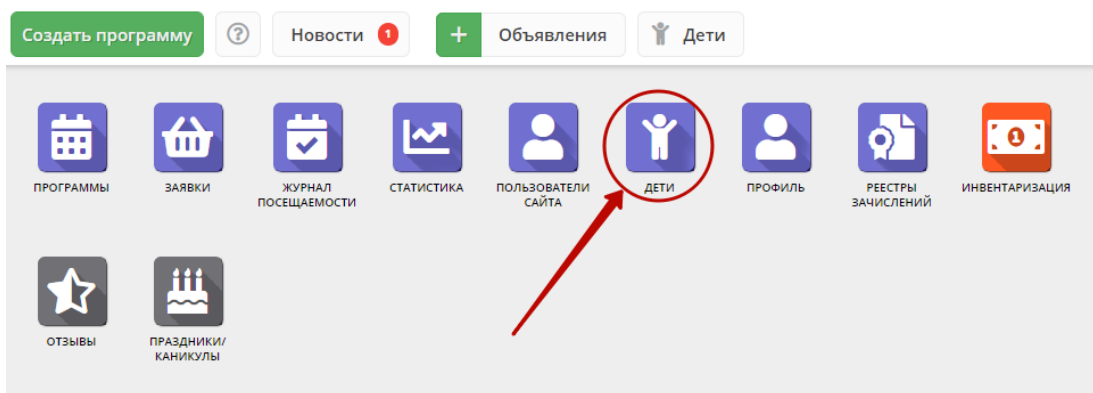 Создать программу
?
Новости 1
+ Объявления
Дети
ПРОГРАММЫ
ЗАЯВКИ
ЖУРНАЛ
ПОСЕЩАЕМОСТИ
СТАТИСТИКА
ПОЛЬЗОВАТЕЛИ
САЙТА
ДЕТИ
ПРОФИЛЬ
РЕЕСТРЫ
ЗАЧИСЛЕНИЙ
1
ИНВЕНТАРИЗАЦИЯ
ОТЗЫВЫ
ПРАЗДНИКИ/
КАНИКУЛЫ